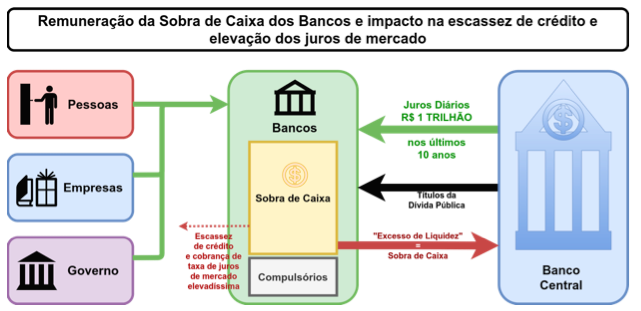 Remuneração da Sobra de Caixa dos Bancos e impacto na escassez de crédito e
elevação dos juros de mercado
Pessoas
Empresas
Governo
Bancos
Sobra de Caixa
Compulsórios
Escassez
de crédito
e cobrança de
taxa de juros
de mercado
elevadíssima
Juros Diários
R$ 1 TRILHÃO
nos últimos
10 anos
Títulos da
Dívida Pública
"Excesso de Liquidez"
=
Sobra de Caixa
Banco
Central